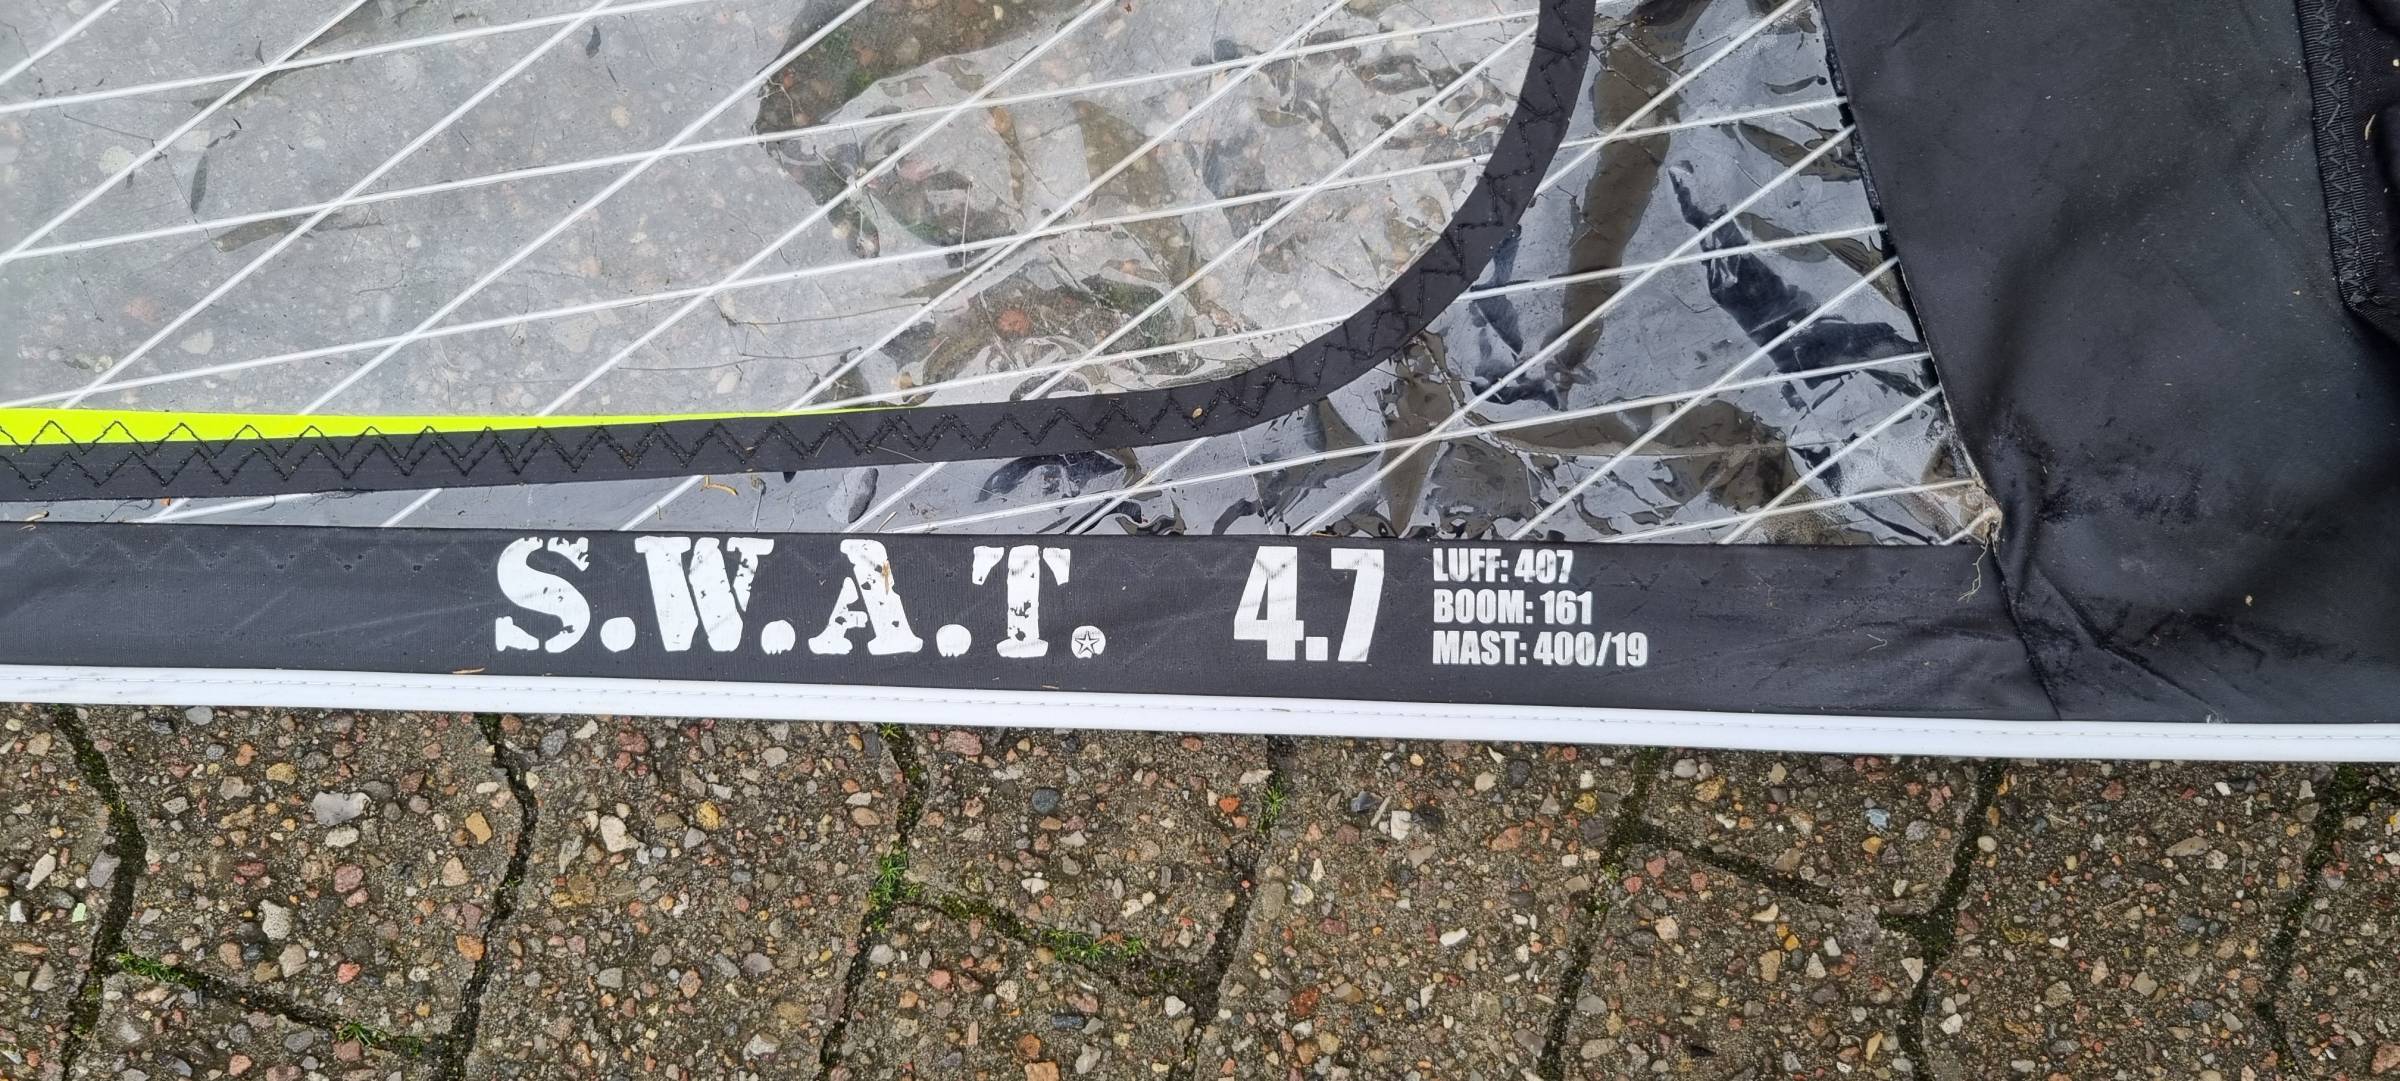 S.W.A.T. 4.7
LUFF: 407
BOOM: 161
MAST: 400/19